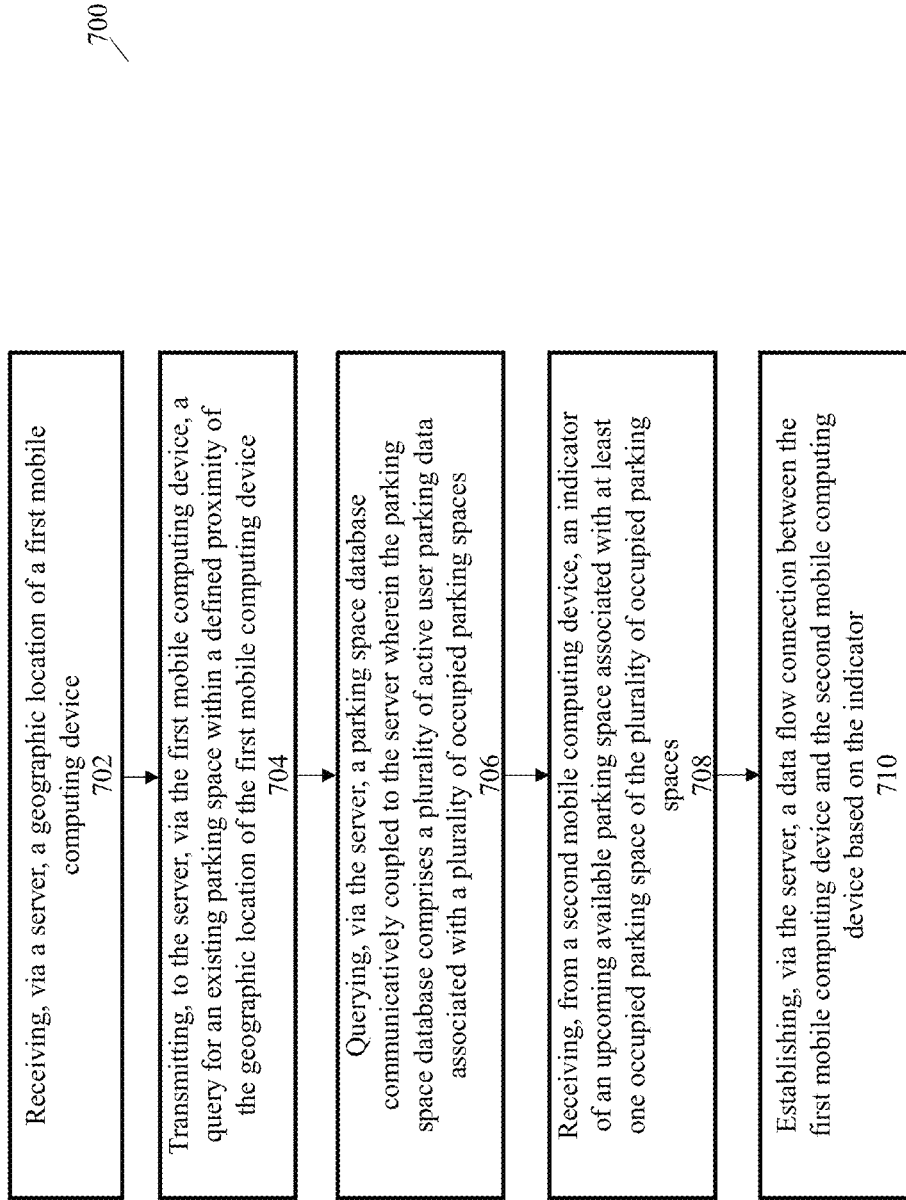 700
Receiving, via a server, a geographic location of a first mobile
computing device
702
Transmitting, to the server, via the first mobile computing device, a
query for an existing parking space within a defined proximity of
the geographic location of the first mobile computing device
704
Querying, via the server, a parking space database
communicatively coupled to the server wherein the parking
space database comprises a plurality of active user parking data
associated with a plurality of occupied parking spaces
706
Receiving, from a second mobile computing device, an indicator
of an upcoming available parking space associated with at least
one occupied parking space of the plurality of occupied parking
spaces
708
Establishing, via the server, a data flow connection between the
first mobile computing device and the second mobile computing
device based on the indicator
710